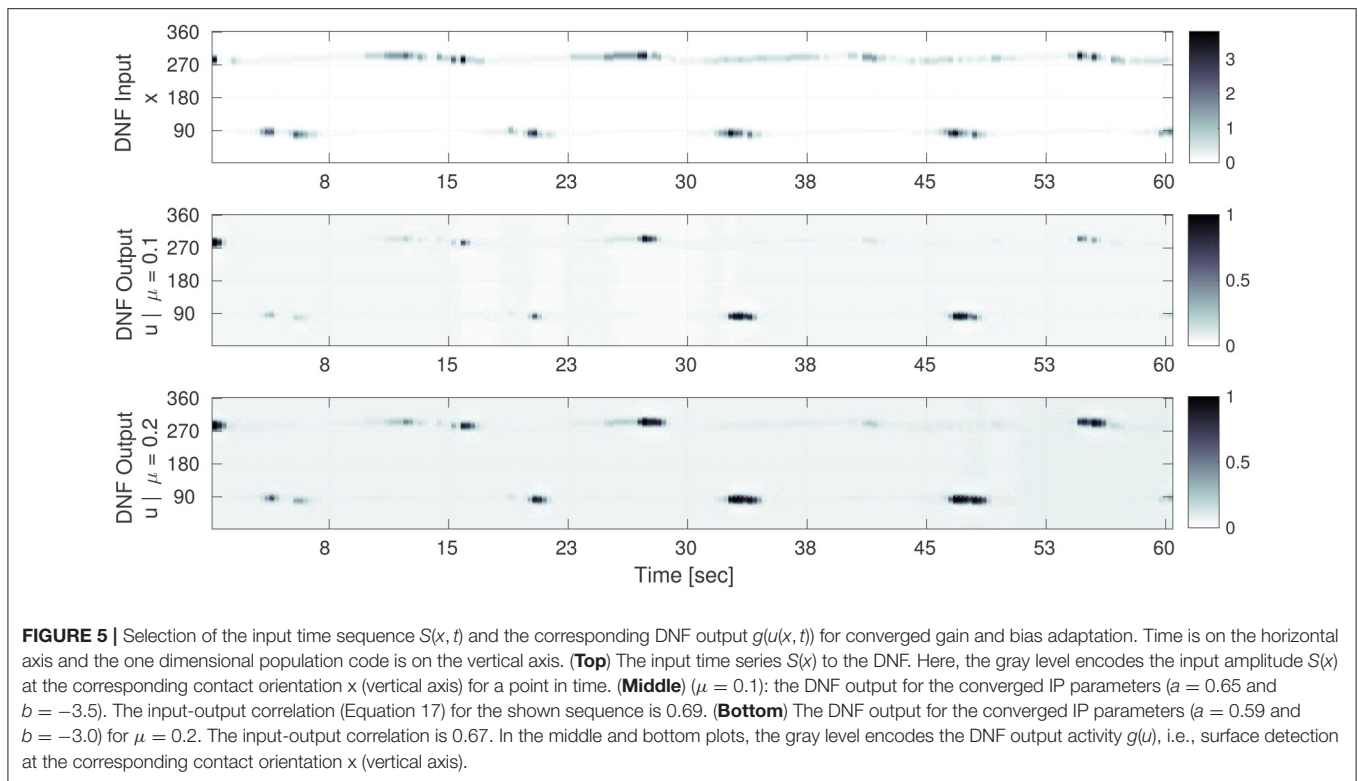 360
270
180
90
DNF Input
x
8 15 23 30 38 45 53 60
3
2
1
0
360
270
180
90
DNF Output
u | μ = 0.1
8 15 23 30 38 45 53 60
1
0.5
0
360
270
180
90
DNF Output
u | μ = 0.2
8 15 23 30 38 45 53 60
1
0.5
0
Time [sec]
FIGURE 5 | Selection of the input time sequence S(x, t) and the corresponding DNF output g(u(x, t)) for converged gain and bias adaptation. Time is on the horizontal
axis and the one dimensional population code is on the vertical axis. (Top) The input time series S(x) to the DNF. Here, the gray level encodes the input amplitude S(x)
at the corresponding contact orientation x (vertical axis) for a point in time. (Middle) (μ = 0.1): the DNF output for the converged IP parameters (a = 0.65 and
b = −3.5). The input-output correlation (Equation 17) for the shown sequence is 0.69. (Bottom) The DNF output for the converged IP parameters (a = 0.59 and
b = −3.0) for μ = 0.2. The input-output correlation is 0.67. In the middle and bottom plots, the gray level encodes the DNF output activity g(u), i.e., surface detection
at the corresponding contact orientation x (vertical axis).